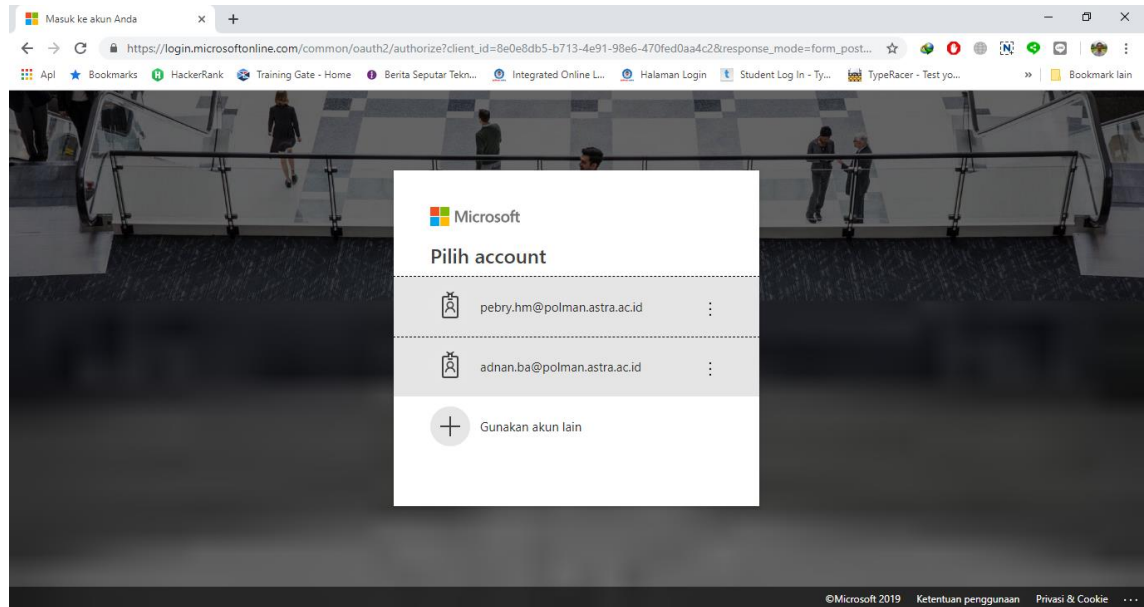 Masuk ke akun Anda
https://login.microsoftonline.com/common/oauth2/authorize?client_id=8e0e8db5-b713-4e91-98e6-470fed0aa4c2&response_mode=form_post...
Apl Bookmarks HackerRank Training Gate - Home Berita Seputar Tekn... Integrated Online L... Halaman Login Student Log In - Ty... TypeRacer - Test yo... » Bookmark lain
Microsoft
Pilih account
pebry.hm@polman.astra.ac.id
adnan.ba@polman.astra.ac.id
Gunakan akun lain
©Microsoft 2019 Ketentuan penggunaan Privasi & Cookie ...